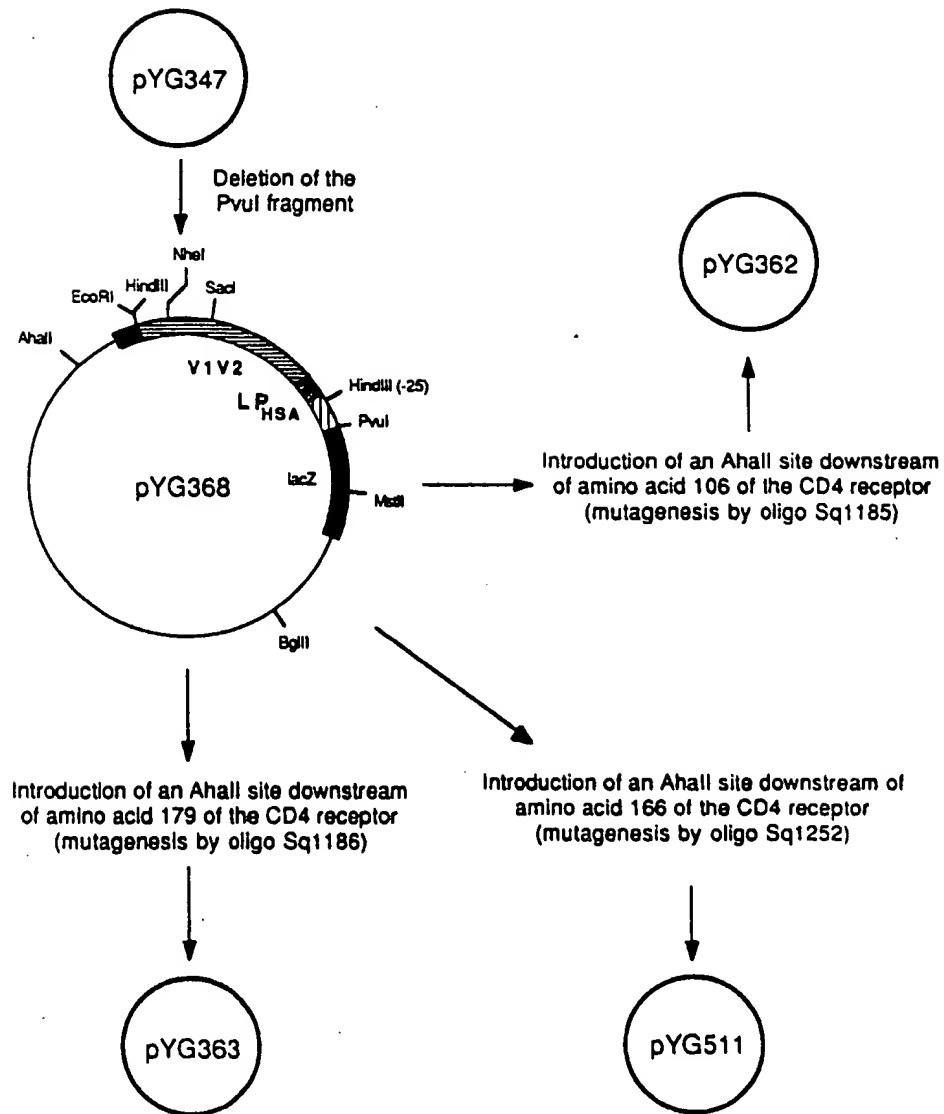 pYG347
Deletion of the
PvuI fragment
NheI
EcoRI
HindIII
SacI
AhaII
V1V2
LP HSA
HindIII (-25)
PvuI
lacZ
MstII
pYG368
BglII
pYG362
Introduction of an AhaII site downstream
of amino acid 106 of the CD4 receptor
(mutagenesis by oligo Sq1185)
Introduction of an AhaII site downstream
of amino acid 179 of the CD4 receptor
(mutagenesis by oligo Sq1186)
Introduction of an AhaII site downstream of
amino acid 166 of the CD4 receptor
(mutagenesis by oligo Sq1252)
pYG363
pYG511